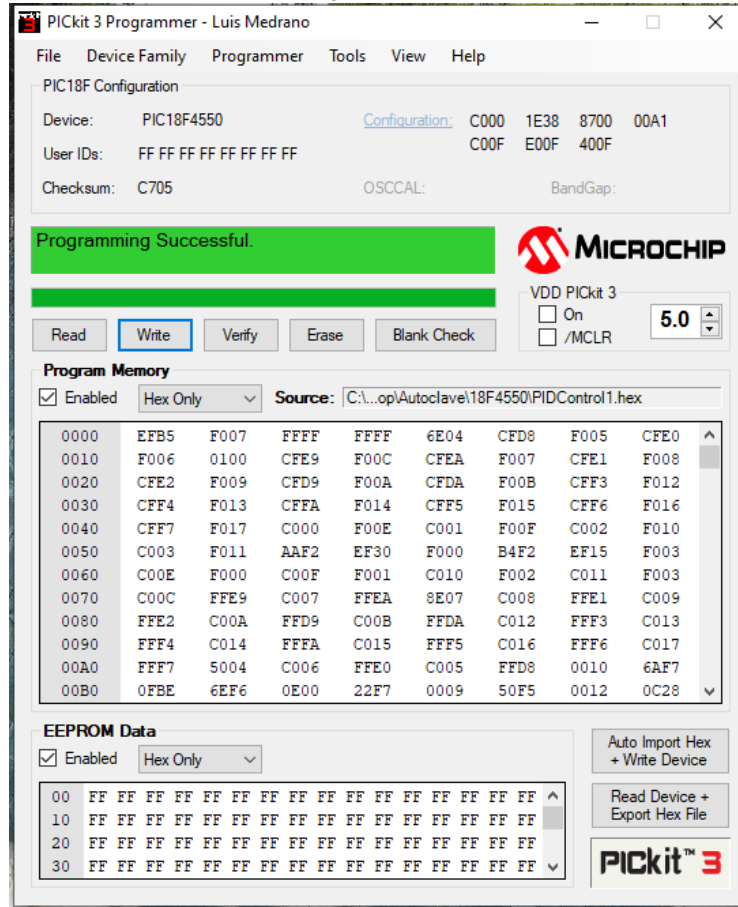 PICkit 3 Programmer - Luis Medrano
File Device Family Programmer Tools View Help
PIC18F Configuration
Device: PIC18F4550 Configuration: C000 1E38 8700 00A1
C00F E00F 400F
User IDs: FF FF FF FF FF FF FF FF
Checksum: C705 OSCCAL: BandGap:
Programming Successful.
MICROCHIP
VDD PICkit 3
On
/MCLR
5.0
Read Write Verify Erase Blank Check
Program Memory
Enabled Hex Only Source: C:\...op\Autoclave\18F4550\PIDControl1.hex
0000 EFB5 F007 FFFF FFFF 6E04 CFD8 F005 CFE0
0010 F006 0100 CFE9 F00C CFEA F007 CFE1 F008
0020 CFE2 F009 CFD9 F00A CFDA F00B CFF3 F012
0030 CFF4 F013 CFFA F014 CFF5 F015 CFF6 F016
0040 CFF7 F017 C000 F00E C001 F00F C002 F010
0050 C003 F011 AAF2 EF30 F000 B4F2 EF15 F003
0060 C00E F000 C00F F001 C010 F002 C011 F003
0070 C00C FFE9 C007 FFEA 8E07 C008 FFE1 C009
0080 FFE2 C00A FFD9 C00B FFDA C012 FFF3 C013
0090 FFF4 C014 FFFA C015 FFF5 C016 FFF6 C017
00A0 FFF7 5004 C006 FFE0 C005 FFD8 0010 6AF7
00B0 0FBE 6EF6 0E00 22F7 0009 50F5 0012 0C28
EEPROM Data
Enabled Hex Only
00 FF FF FF FF FF FF FF FF FF FF FF FF FF FF FF FF
10 FF FF FF FF FF FF FF FF FF FF FF FF FF FF FF FF
20 FF FF FF FF FF FF FF FF FF FF FF FF FF FF FF FF
30 FF FF FF FF FF FF FF FF FF FF FF FF FF FF FF FF
Auto Import Hex
+ Write Device
Read Device +
Export Hex File
PICkit™ 3